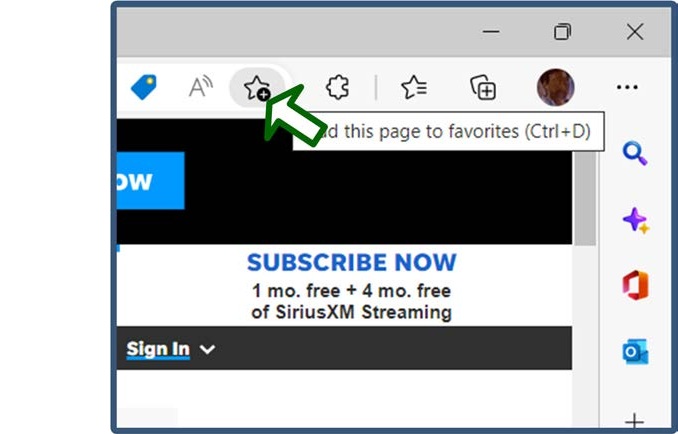 A
d this page to favorites (Ctrl+D)
ow
SUBSCRIBE NOW
1 mo. free + 4 mo. free
of SiriusXM Streaming
Sign In